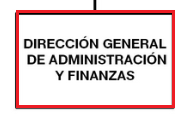 DIRECCIÓN GENERAL
DE ADMINISTRACIÓN
Y FINANZAS